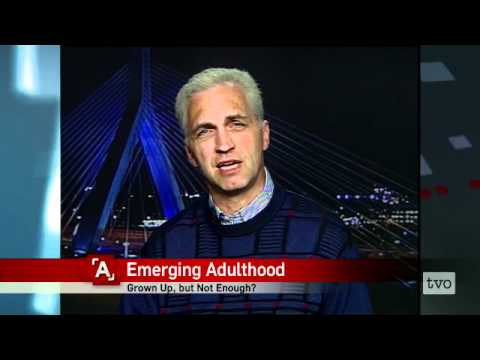 A
Emerging Adulthood
Grown Up, but Not Enough?
tvo